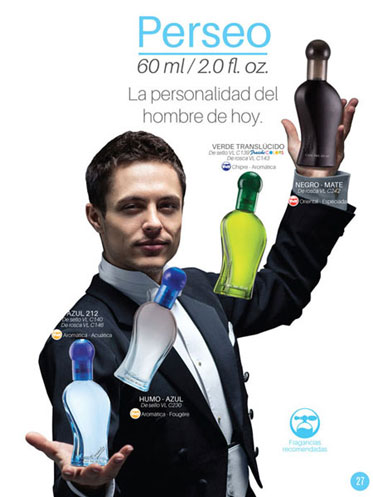 Perseo
60 ml / 2.0 fl. oz.
La personalidad del
hombre de hoy.
VERDE TRANSLÚCIDO
De sello VL C139
De rosca VL C143
Chipre - Aromática
NEGRO - MATE
De rosca VL C242
Oriental - Especiada
AZUL 212
De sello VL C140
De rosca VL C146
Aromática - Acuática
HUMO - AZUL
De sello VL C230
Aromática - Fougère
Fragancias
recomendadas
27